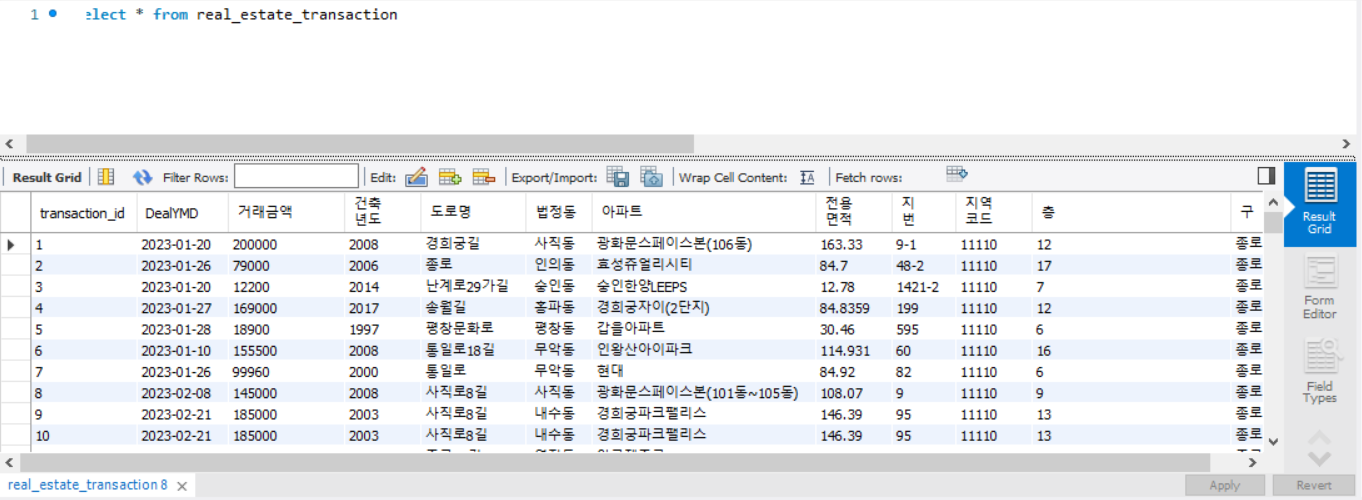 1 elect * from real_estate_transaction
Result Grid Filter Rows: Edit: Export/Import: Wrap Cell Content: Fetch rows:
transaction_id DealYMD 거래금액 건축년도 도로명 법정동 아파트 전용면적 지번 지역코드 층 구
1 2023-01-20 200000 2008 경희궁길 사직동 광화문스페이스본(106동) 163.33 9-1 11110 12 종로
2 2023-01-26 79000 2006 종로 인의동 효성쥬얼리시티 84.7 48-2 11110 17 종로
3 2023-01-20 12200 2014 난계로29가길 숭인동 숭인한양LEEPS 12.78 1421-2 11110 7 종로
4 2023-01-27 169000 2017 송월길 홍파동 경희궁자이(2단지) 84.8359 199 11110 12 종로
5 2023-01-28 18900 1997 평창문화로 평창동 갑을아파트 30.46 595 11110 6 종로
6 2023-01-10 155500 2008 통일로18길 무악동 인왕산아이파크 114.931 60 11110 16 종로
7 2023-01-26 99960 2000 통일로 무악동 현대 84.92 82 11110 6 종로
8 2023-02-08 145000 2008 사직로8길 사직동 광화문스페이스본(101동~105동) 108.07 9 11110 9 종로
9 2023-02-21 185000 2003 사직로8길 내수동 경희궁파크팰리스 146.39 95 11110 13 종로
10 2023-02-21 185000 2003 사직로8길 내수동 경희궁파크팰리스 146.39 95 11110 13 종로
Result Grid
Form Editor
Field Types
real_estate_transaction 8
Apply Revert